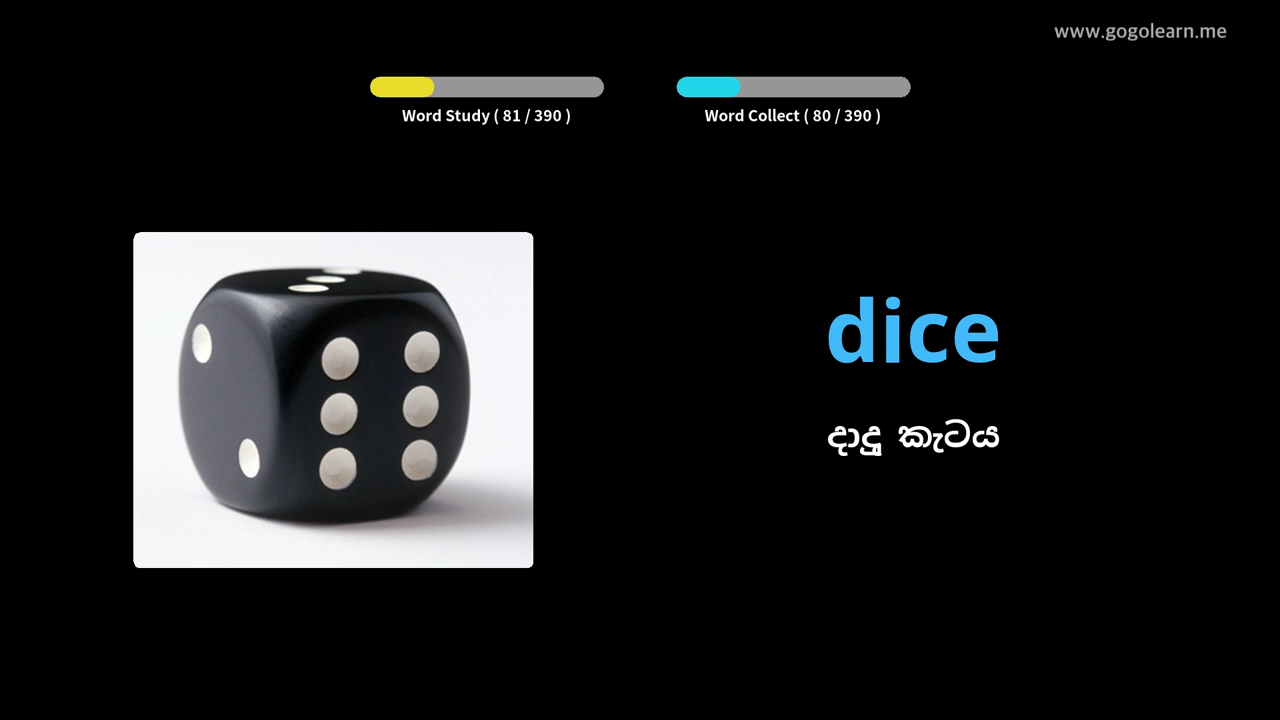 www.gogolearn.me
Word Study ( 81 / 390 )
Word Collect ( 80 / 390 )
dice
දාදු කැටය